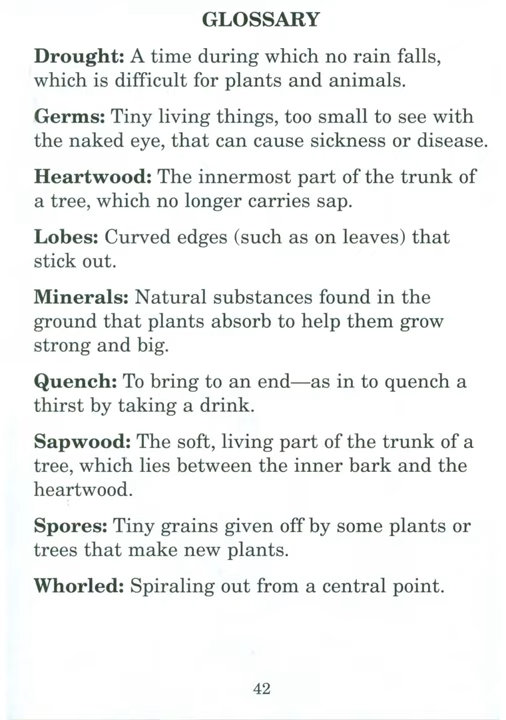 GLOSSARY
Drought: A time during which no rain falls,
which is difficult for plants and animals.
Germs: Tiny living things, too small to see with
the naked eye, that can cause sickness or disease.
Heartwood: The innermost part of the trunk of
a tree, which no longer carries sap.
Lobes: Curved edges (such as on leaves) that
stick out.
Minerals: Natural substances found in the
ground that plants absorb to help them grow
strong and big.
Quench: To bring to an end—as in to quench a
thirst by taking a drink.
Sapwood: The soft, living part of the trunk of a
tree, which lies between the inner bark and the
heartwood.
Spores: Tiny grains given off by some plants or
trees that make new plants.
Whorled: Spiraling out from a central point.
42